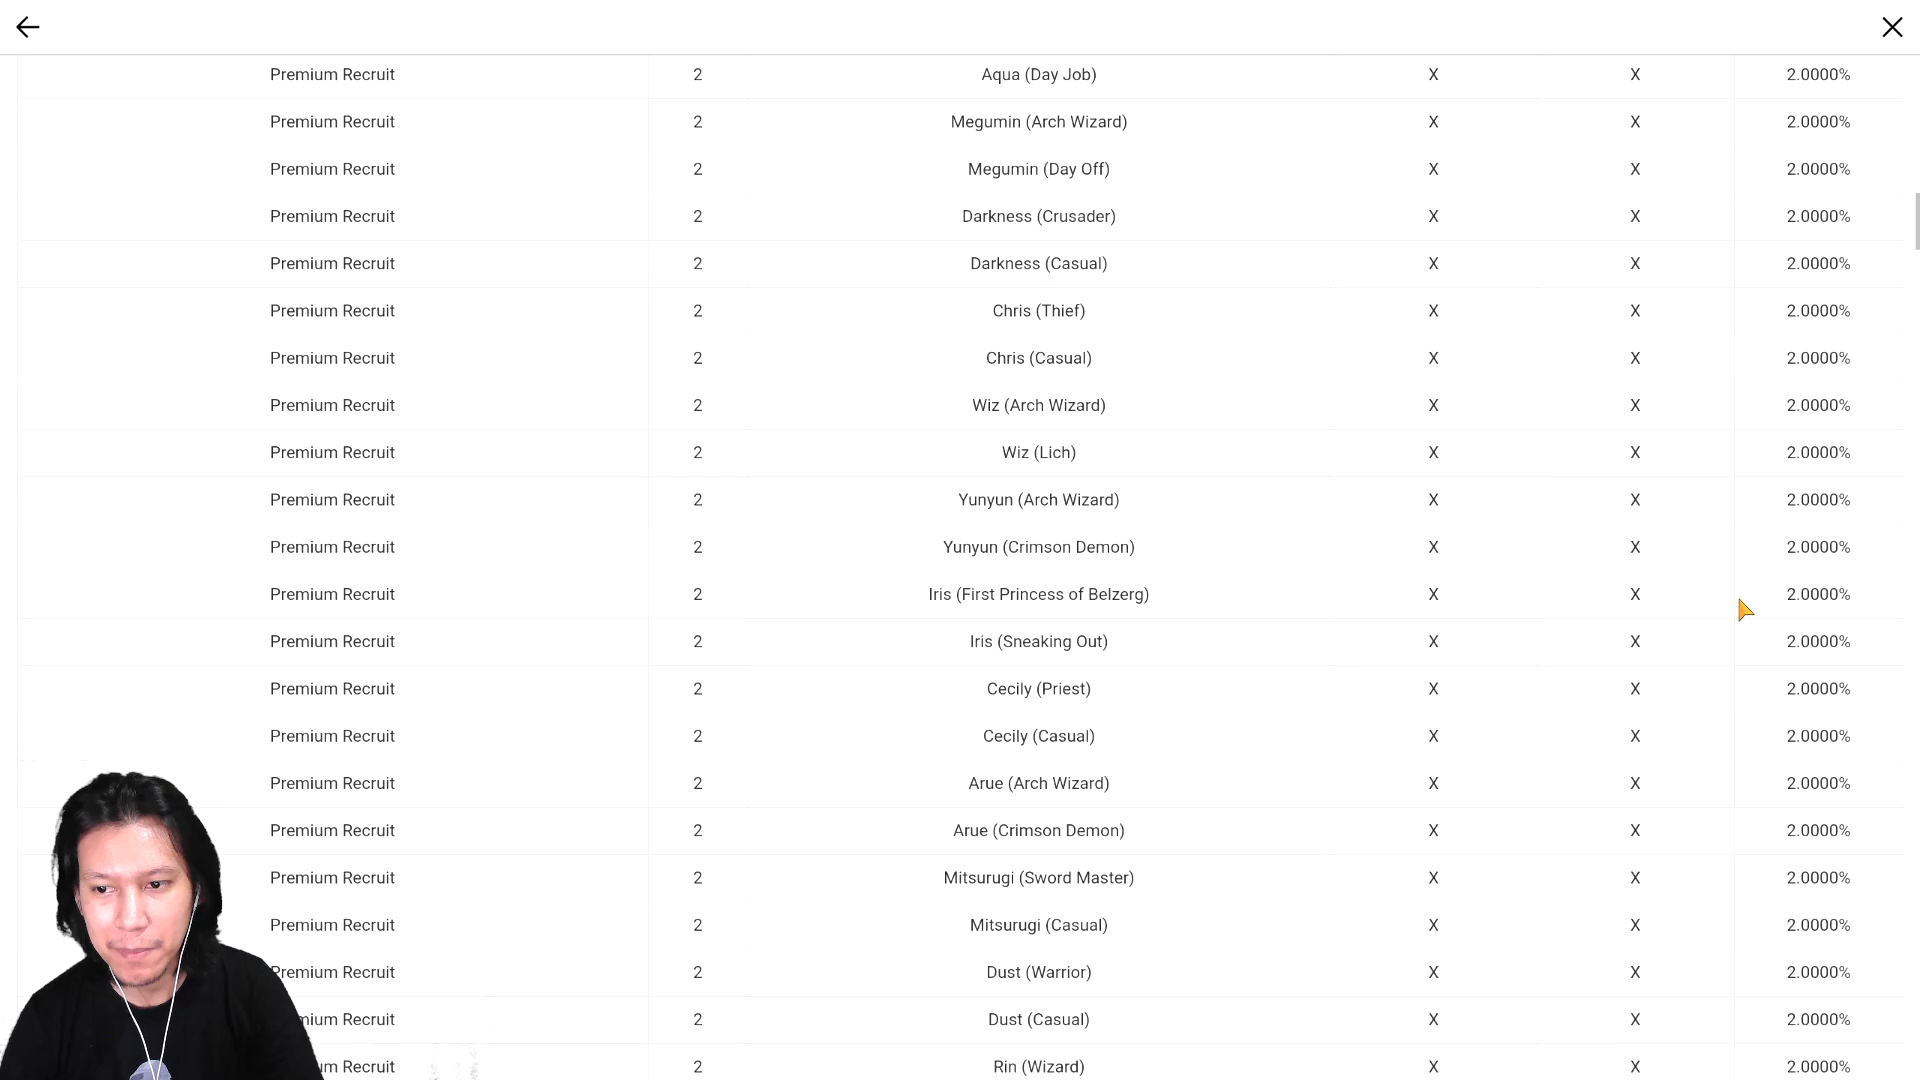 Premium Recruit 2 Aqua (Day Job) X X 2.0000%
Premium Recruit 2 Megumin (Arch Wizard) X X 2.0000%
Premium Recruit 2 Megumin (Day Off) X X 2.0000%
Premium Recruit 2 Darkness (Crusader) X X 2.0000%
Premium Recruit 2 Darkness (Casual) X X 2.0000%
Premium Recruit 2 Chris (Thief) X X 2.0000%
Premium Recruit 2 Chris (Casual) X X 2.0000%
Premium Recruit 2 Wiz (Arch Wizard) X X 2.0000%
Premium Recruit 2 Wiz (Lich) X X 2.0000%
Premium Recruit 2 Yunyun (Arch Wizard) X X 2.0000%
Premium Recruit 2 Yunyun (Crimson Demon) X X 2.0000%
Premium Recruit 2 Iris (First Princess of Belzerg) X X 2.0000%
Premium Recruit 2 Iris (Sneaking Out) X X 2.0000%
Premium Recruit 2 Cecily (Priest) X X 2.0000%
Premium Recruit 2 Cecily (Casual) X X 2.0000%
Premium Recruit 2 Arue (Arch Wizard) X X 2.0000%
Premium Recruit 2 Arue (Crimson Demon) X X 2.0000%
Premium Recruit 2 Mitsurugi (Sword Master) X X 2.0000%
Premium Recruit 2 Mitsurugi (Casual) X X 2.0000%
Premium Recruit 2 Dust (Warrior) X X 2.0000%
mium Recruit 2 Dust (Casual) X X 2.0000%
um Recruit 2 Rin (Wizard) X X 2.0000%